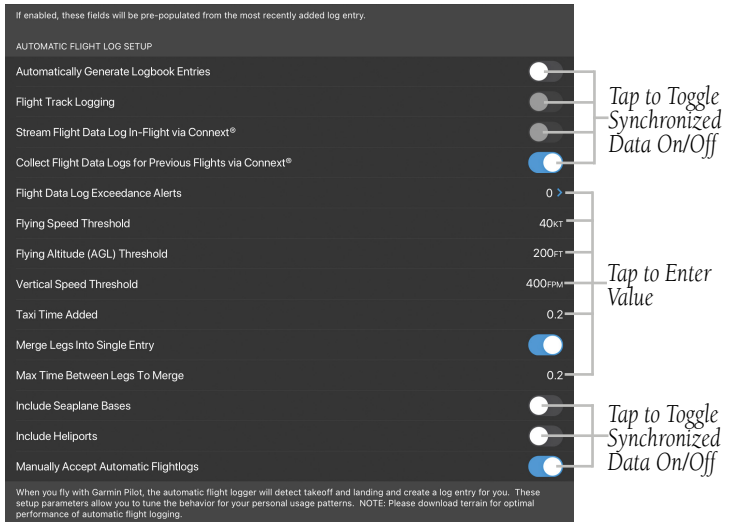 If enabled, these fields will be pre-populated from the most recently added log entry.
AUTOMATIC FLIGHT LOG SETUP
Automatically Generate Logbook Entries
Flight Track Logging
Stream Flight Data Log In-Flight via Connext®
Collect Flight Data Logs for Previous Flights via Connext®
Tap to Toggle
Synchronized
Data On/Off
Flight Data Log Exceedance Alerts 0 >
Flying Speed Threshold 40KT
Flying Altitude (AGL) Threshold 200FT
Vertical Speed Threshold 400FPM
Taxi Time Added 0.2
Merge Legs Into Single Entry
Max Time Between Legs To Merge 0.2
Tap to Enter
Value
Include Seaplane Bases
Include Heliports
Manually Accept Automatic Flightlogs
Tap to Toggle
Synchronized
Data On/Off
When you fly with Garmin Pilot, the automatic flight logger will detect takeoff and landing and create a log entry for you. These
setup parameters allow you to tune the behavior for your personal usage patterns. NOTE: Please download terrain for optimal
performance of automatic flight logging.